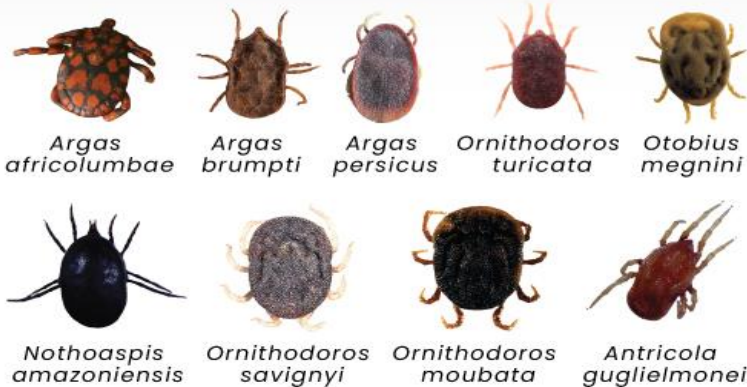 Argas
africolumbae
Argas
brumpti
Argas
persicus
Ornithodoros
turicata
Otobius
megnini
Nothoaspis
amazoniensis
Ornithodoros
savignyi
Ornithodoros
moubata
Antricola
guglielmonei